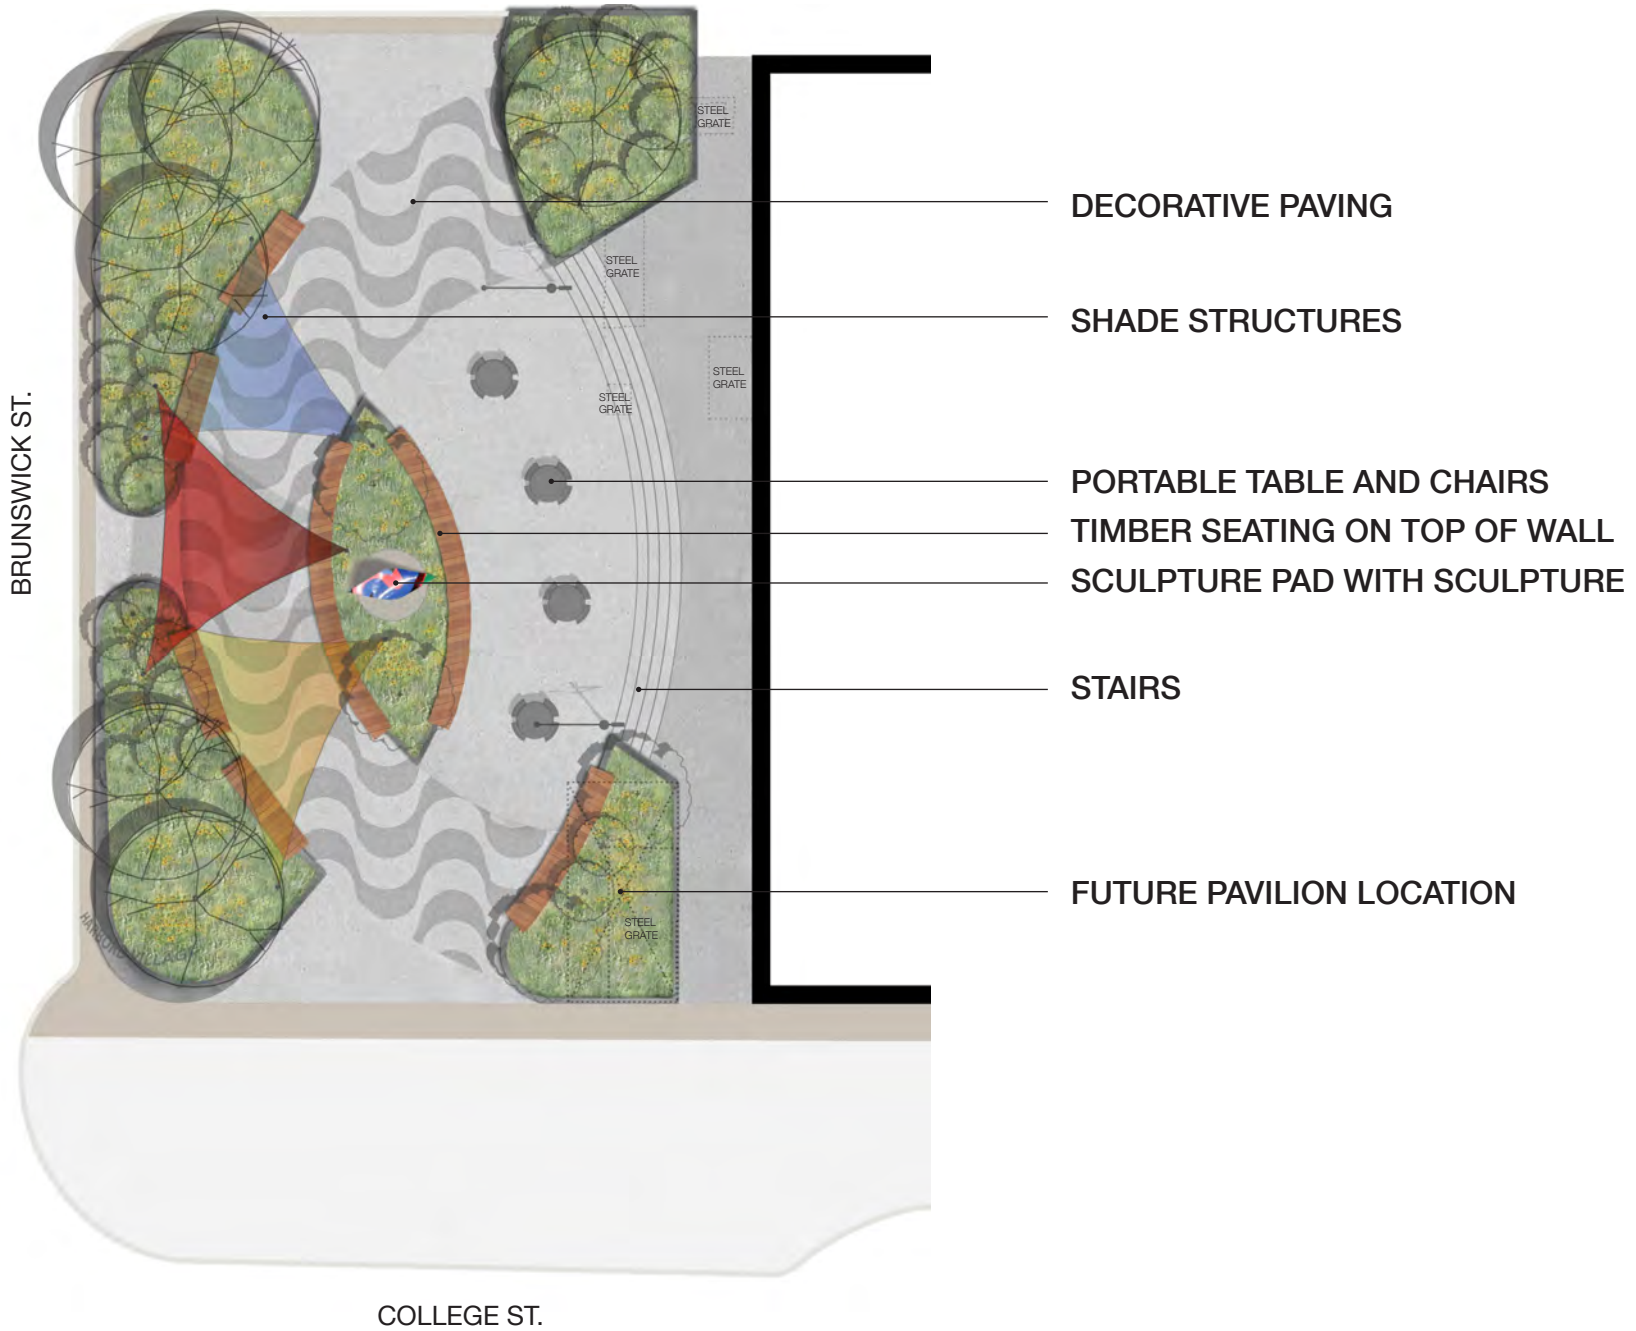 STEEL
GRATE
DECORATIVE PAVING
STEEL
GRATE
SHADE STRUCTURES
STEEL
GRATE
STEEL
GRATE
BRUNSWICK ST.
PORTABLE TABLE AND CHAIRS
TIMBER SEATING ON TOP OF WALL
SCULPTURE PAD WITH SCULPTURE
STAIRS
FUTURE PAVILION LOCATION
STEEL
GRATE
COLLEGE ST.